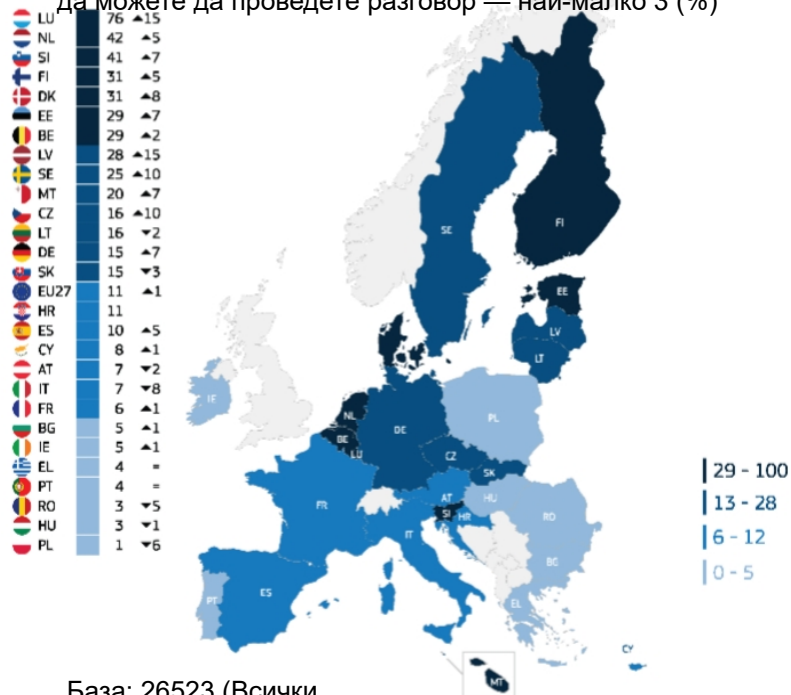 да можете да проведете разговор — най-малко 3 (%)
LU 76 ▲15
NL 42 ▲5
SI 41 ▲7
FI 31 ▲5
DK 31 ▲8
EE 29 ▲7
BE 29 ▲2
LV 28 ▲15
SE 25 ▲10
MT 20 ▲7
CZ 16 ▲10
LT 16 ▼2
DE 15 ▲7
SK 15 ▼3
EU27 11 ▲1
HR 11
ES 10 ▲5
CY 8 ▲1
AT 7 ▼2
IT 7 ▼8
FR 6 ▲1
BG 5 ▲1
IE 5 ▲1
EL 4 =
PT 4 =
RO 3 ▼5
HU 3 ▼1
PL 1 ▼6
FI
SE
EE
LV
LT
IE
NL
PL
DE
BE
LU
CZ
SK
AT
HU
FR
SI
HR
RO
IT
BG
ES
PT
EL
CY
MT
29 - 100
13 - 28
6 - 12
0 - 5
База: 26523 (Всички